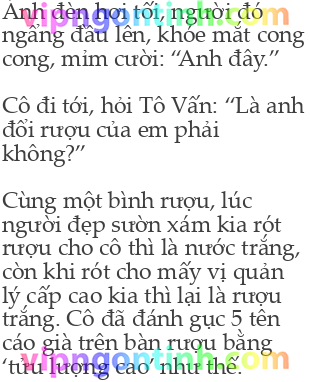 Ánh đèn hơi tối, người đó
ngẩng đầu lên, khóe mắt cong
cong, mỉm cười: “Anh đây.”
Cô đi tới, hỏi Tô Vấn: “Là anh
đổi rượu của em phải
không?”
Cùng một bình rượu, lúc
người đẹp sườn xám kia rót
rượu cho cô thì là nước trắng,
còn khi rót cho mấy vị quản
lý cấp cao kia thì lại là rượu
trắng. Cô đã đánh gục 5 tên
cáo già trên bàn rượu bằng
‘tửu lượng cao’ như thế.
vipngontinh.com
vipngontinh.com